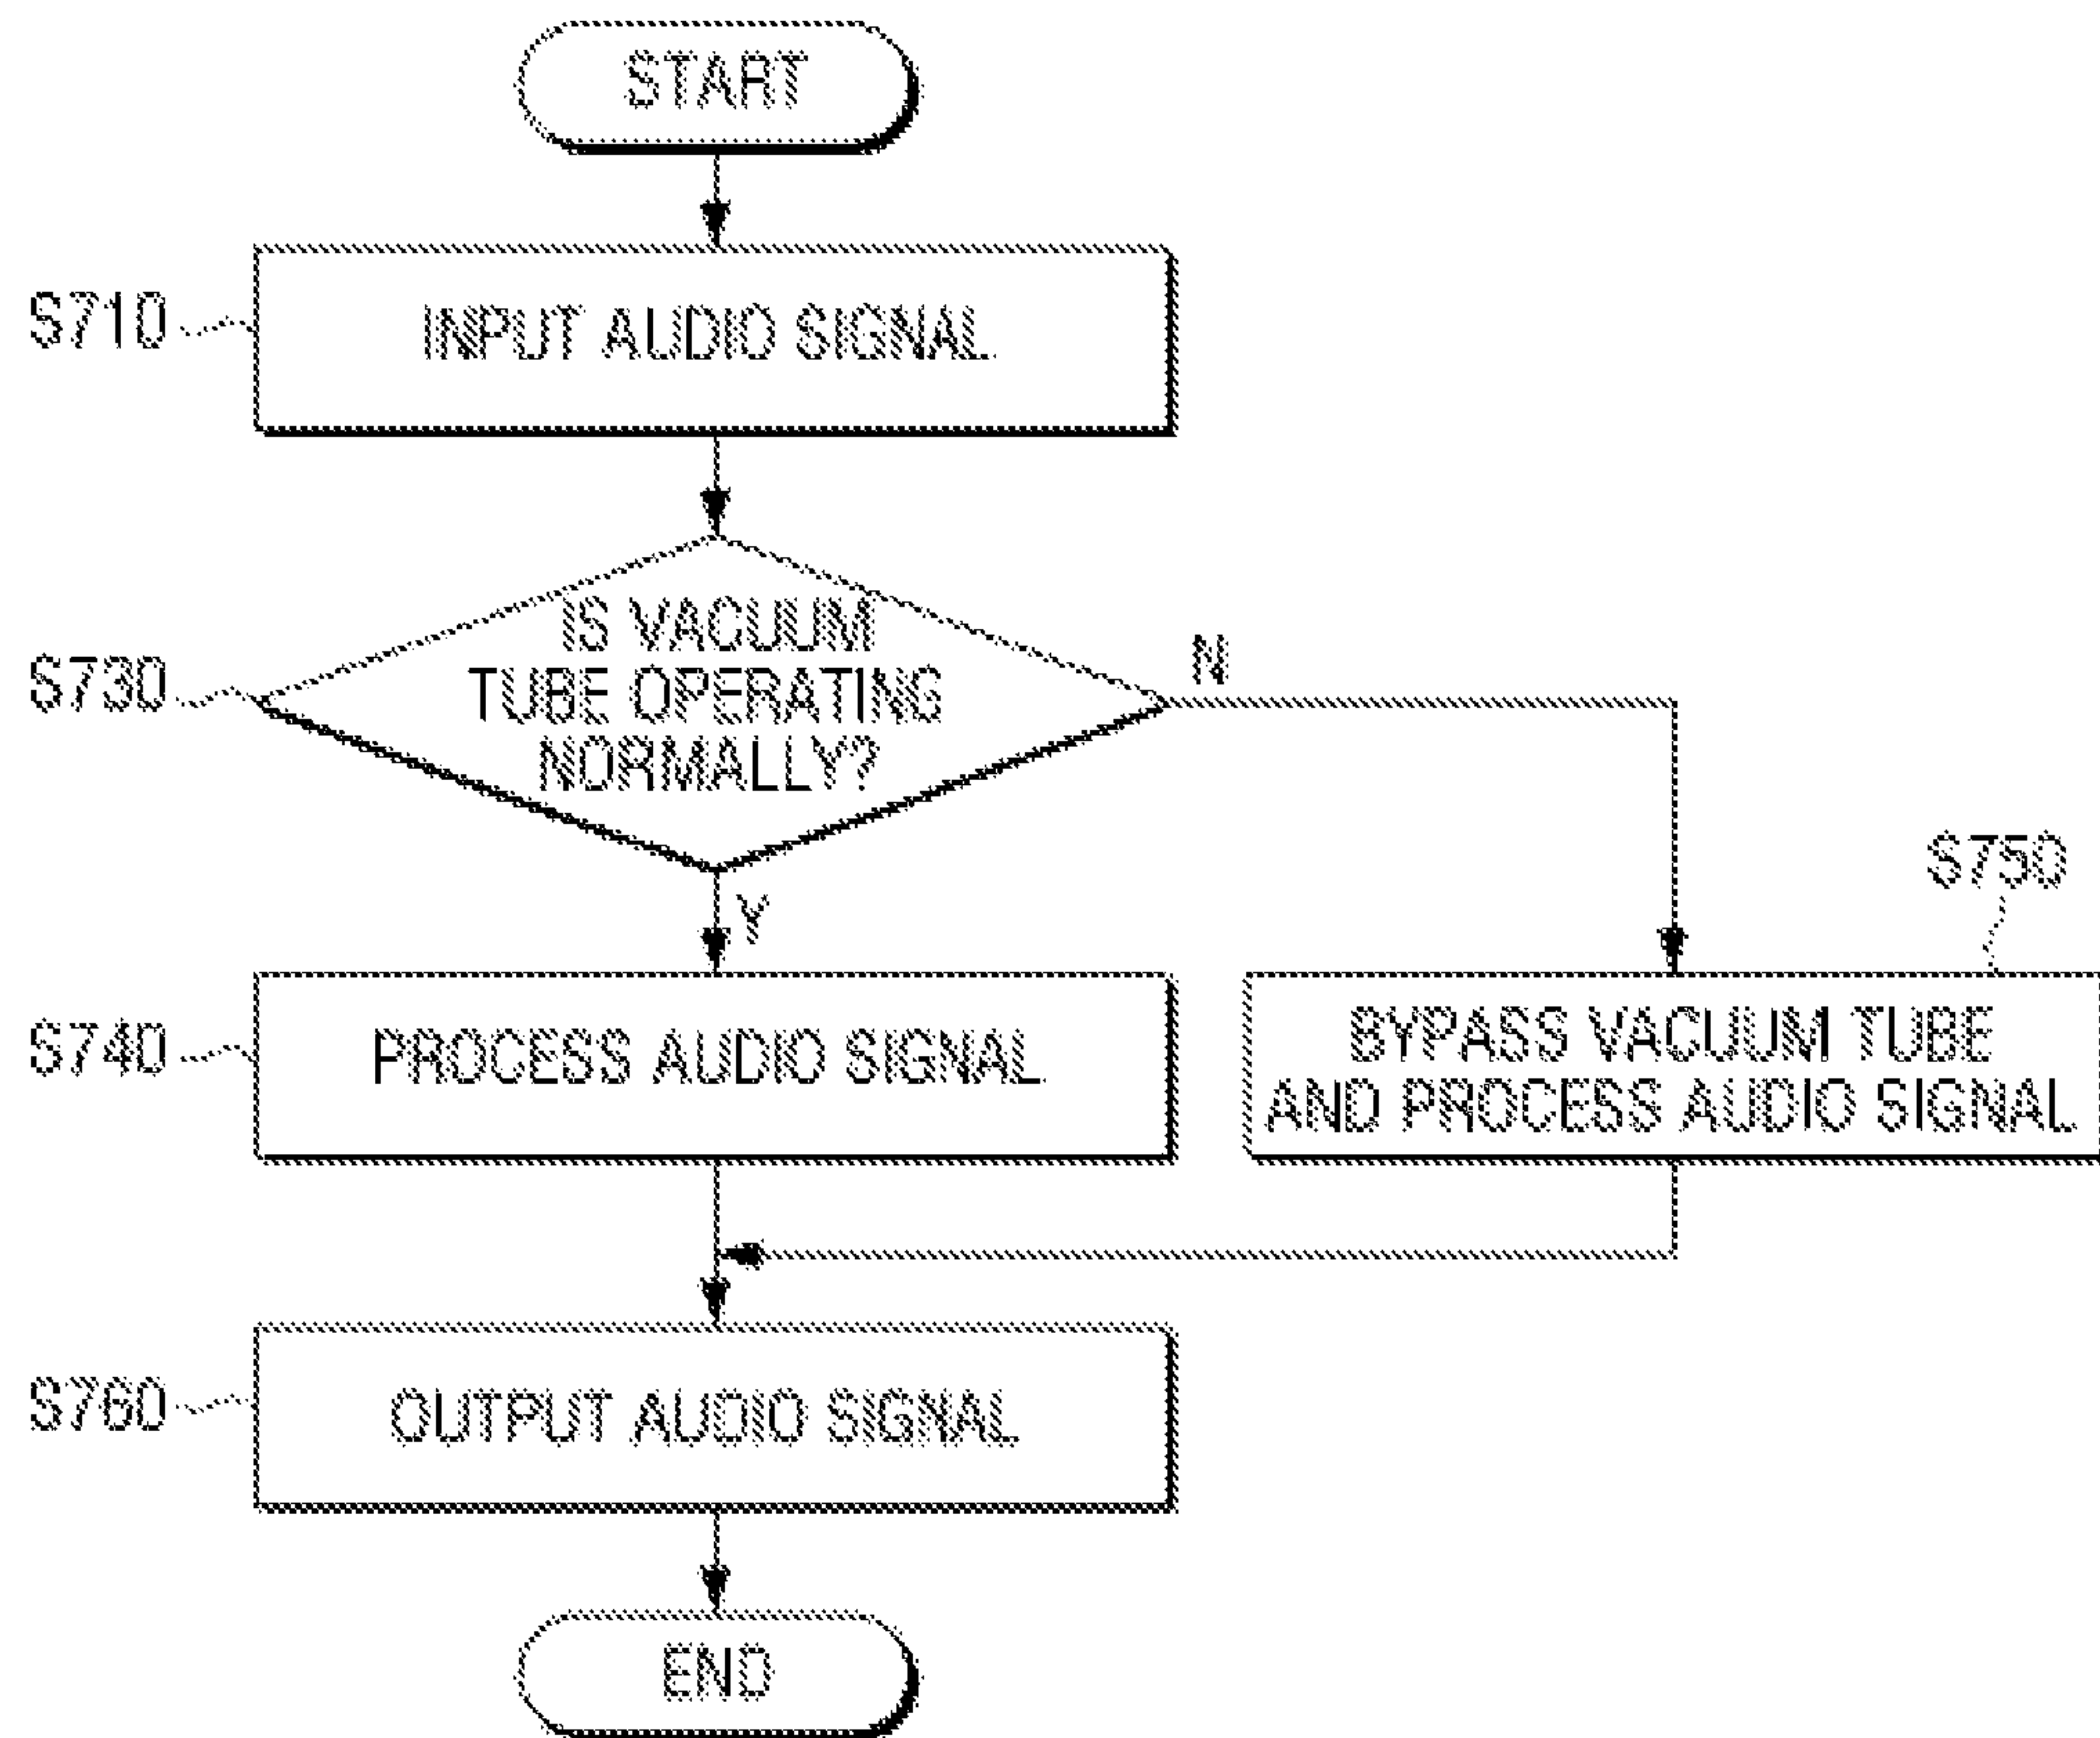 START
S710
INPUT AUDIO SIGNAL
S730
IS VACUUM
TUBE OPERATING
NORMALLY?
N
Y
S740
PROCESS AUDIO SIGNAL
S750
BYPASS VACUUM TUBE
AND PROCESS AUDIO SIGNAL
S760
OUTPUT AUDIO SIGNAL
END